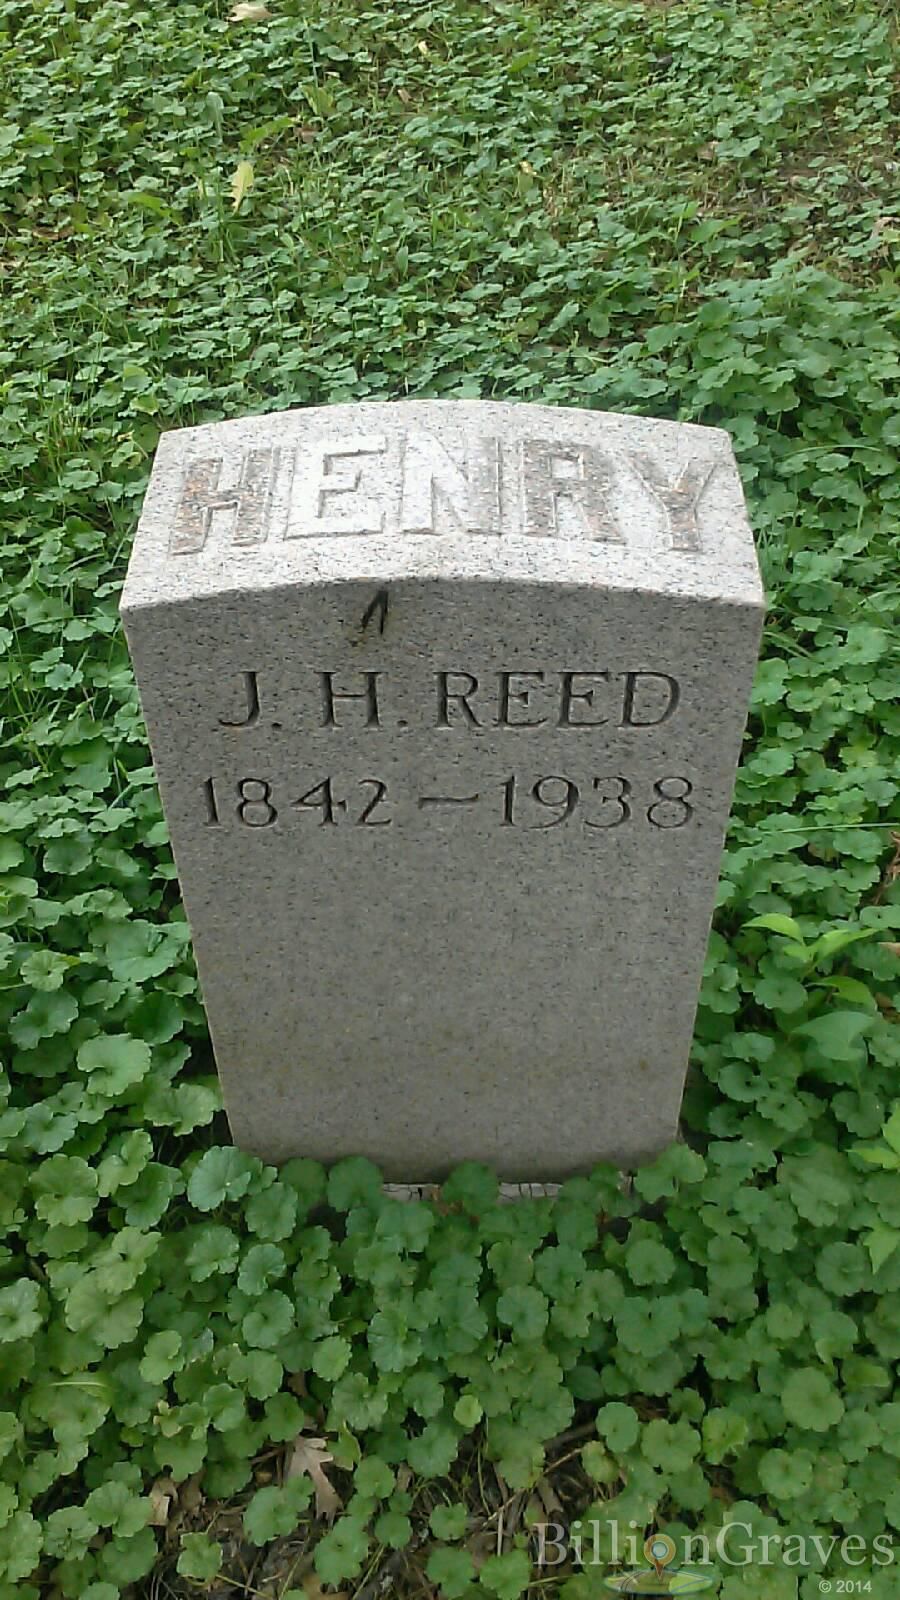 HENRY
J. H. REED
1842-1938
BillionGraves
© 2014